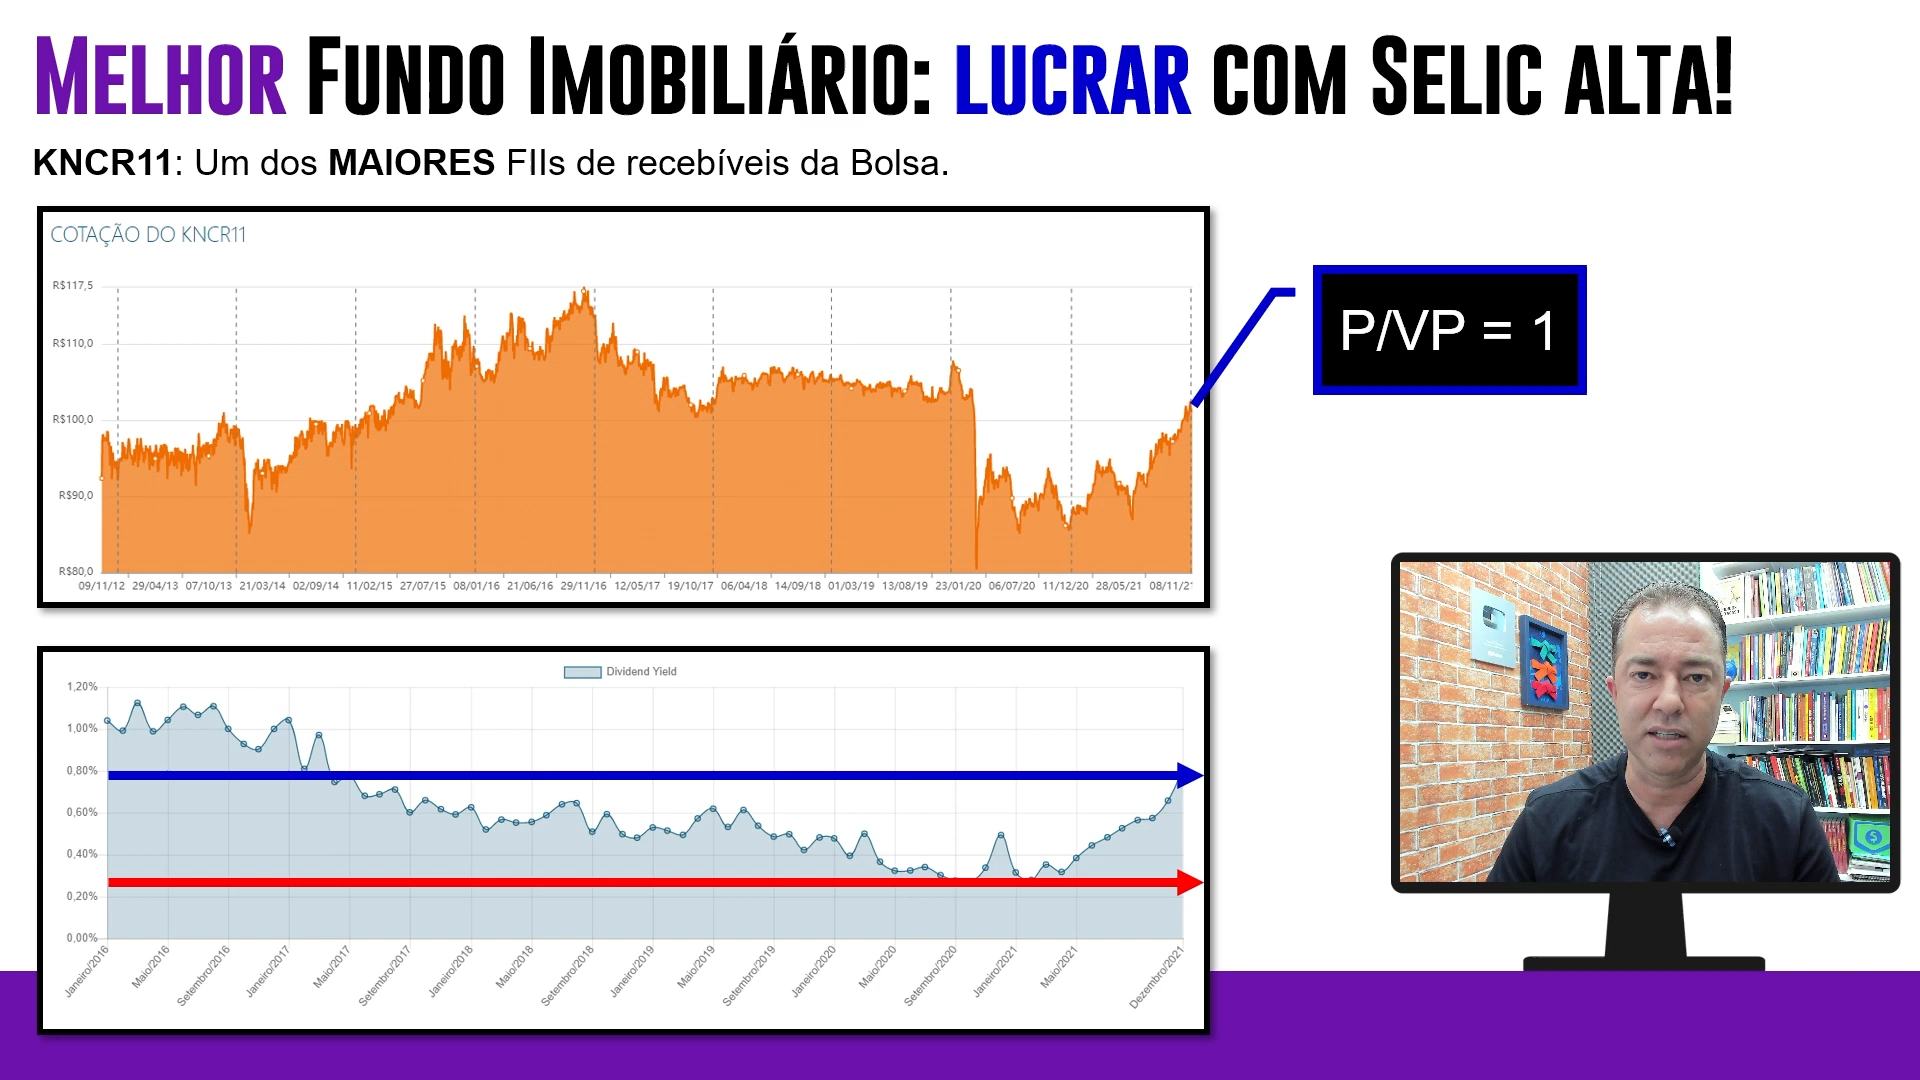 MELHOR FUNDO IMOBILIÁRIO: LUCRAR COM SELIC ALTA!
KNCR11: Um dos MAIORES FIIs de recebíveis da Bolsa.
COTAÇÃO DO KNCR11
R$117,5
R$110,0
R$100,0
R$90,0
R$80,0
09/11/12 29/04/13 07/10/13 21/03/14 02/09/14 11/02/15 27/07/15 08/01/16 21/06/16 29/11/16 12/05/17 19/10/17 06/04/18 14/09/18 01/03/19 13/08/19 23/01/20 06/07/20 11/12/20 28/05/21 08/11/21
P/VP = 1
Dividend Yield
1,20%
1,00%
0,80%
0,60%
0,40%
0,20%
0,00%
Janeiro/2016 Maio/2016 Setembro/2016 Janeiro/2017 Maio/2017 Setembro/2017 Janeiro/2018 Maio/2018 Setembro/2018 Janeiro/2019 Maio/2019 Setembro/2019 Janeiro/2020 Maio/2020 Setembro/2020 Janeiro/2021 Maio/2021 Dezembro/2021